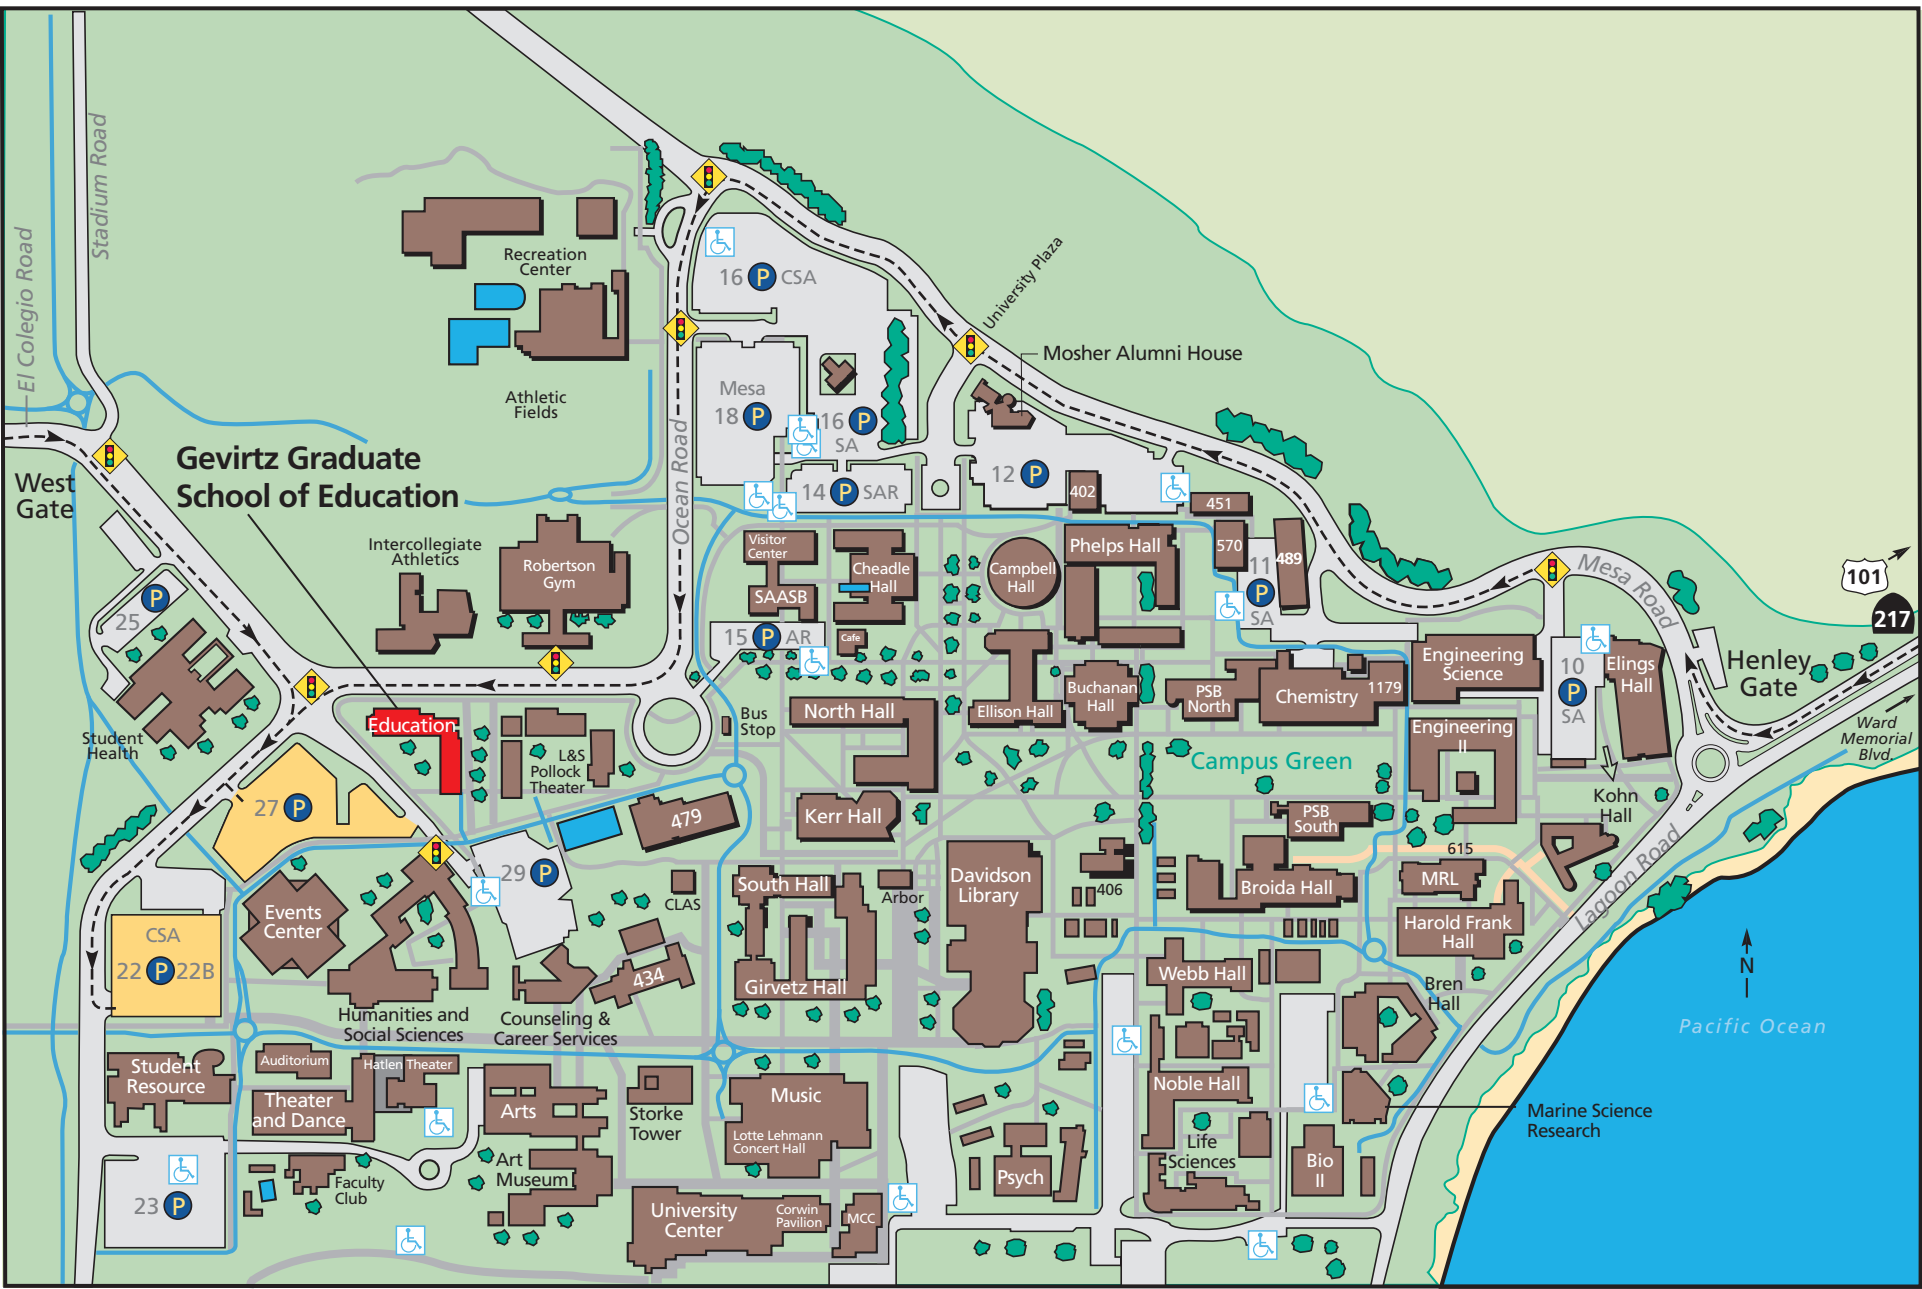 Stadium Road
El Colegio Road
West
Gate
Gevirtz Graduate
School of Education
Recreation
Center
Athletic
Fields
Intercollegiate
Athletics
Robertson
Gym
Ocean Road
16 P CSA
Mesa
18 P
16 P
SA
14 P SAR
University Plaza
Mosher Alumni House
12 P
402
451
570
489
11
P
SA
Mesa Road
101
217
Henley
Gate
Ward
Memorial
Blvd.
Visitor
Center
SAASB
Cheadle
Hall
Campbell
Hall
Phelps Hall
15 P AR
Cafe
P
25
Student
Health
Education
L&S
Pollock
Theater
Bus
Stop
North Hall
Ellison Hall
Buchanan
Hall
PSB
North
Chemistry
1179
Engineering
Science
10
P
SA
Elings
Hall
Engineering
II
Campus Green
Kohn
Hall
27 P
479
Kerr Hall
PSB
South
615
Lagoon Road
29 P
CLAS
South Hall
Arbor
Davidson
Library
406
Broida Hall
MRL
Harold Frank
Hall
Events
Center
CSA
22 P 22B
434
Girvetz Hall
Webb Hall
Bren
Hall
N
Pacific Ocean
Humanities and
Social Sciences
Counseling &
Career Services
Student
Resource
Auditorium
Hatlen Theater
Theater
and Dance
Arts
Storke
Tower
Music
Lotte Lehmann
Concert Hall
Noble Hall
Marine Science
Research
Life
Sciences
Bio
II
Psych
Art
Museum
Faculty
Club
23 P
University
Center
Corwin
Pavilion
MCC